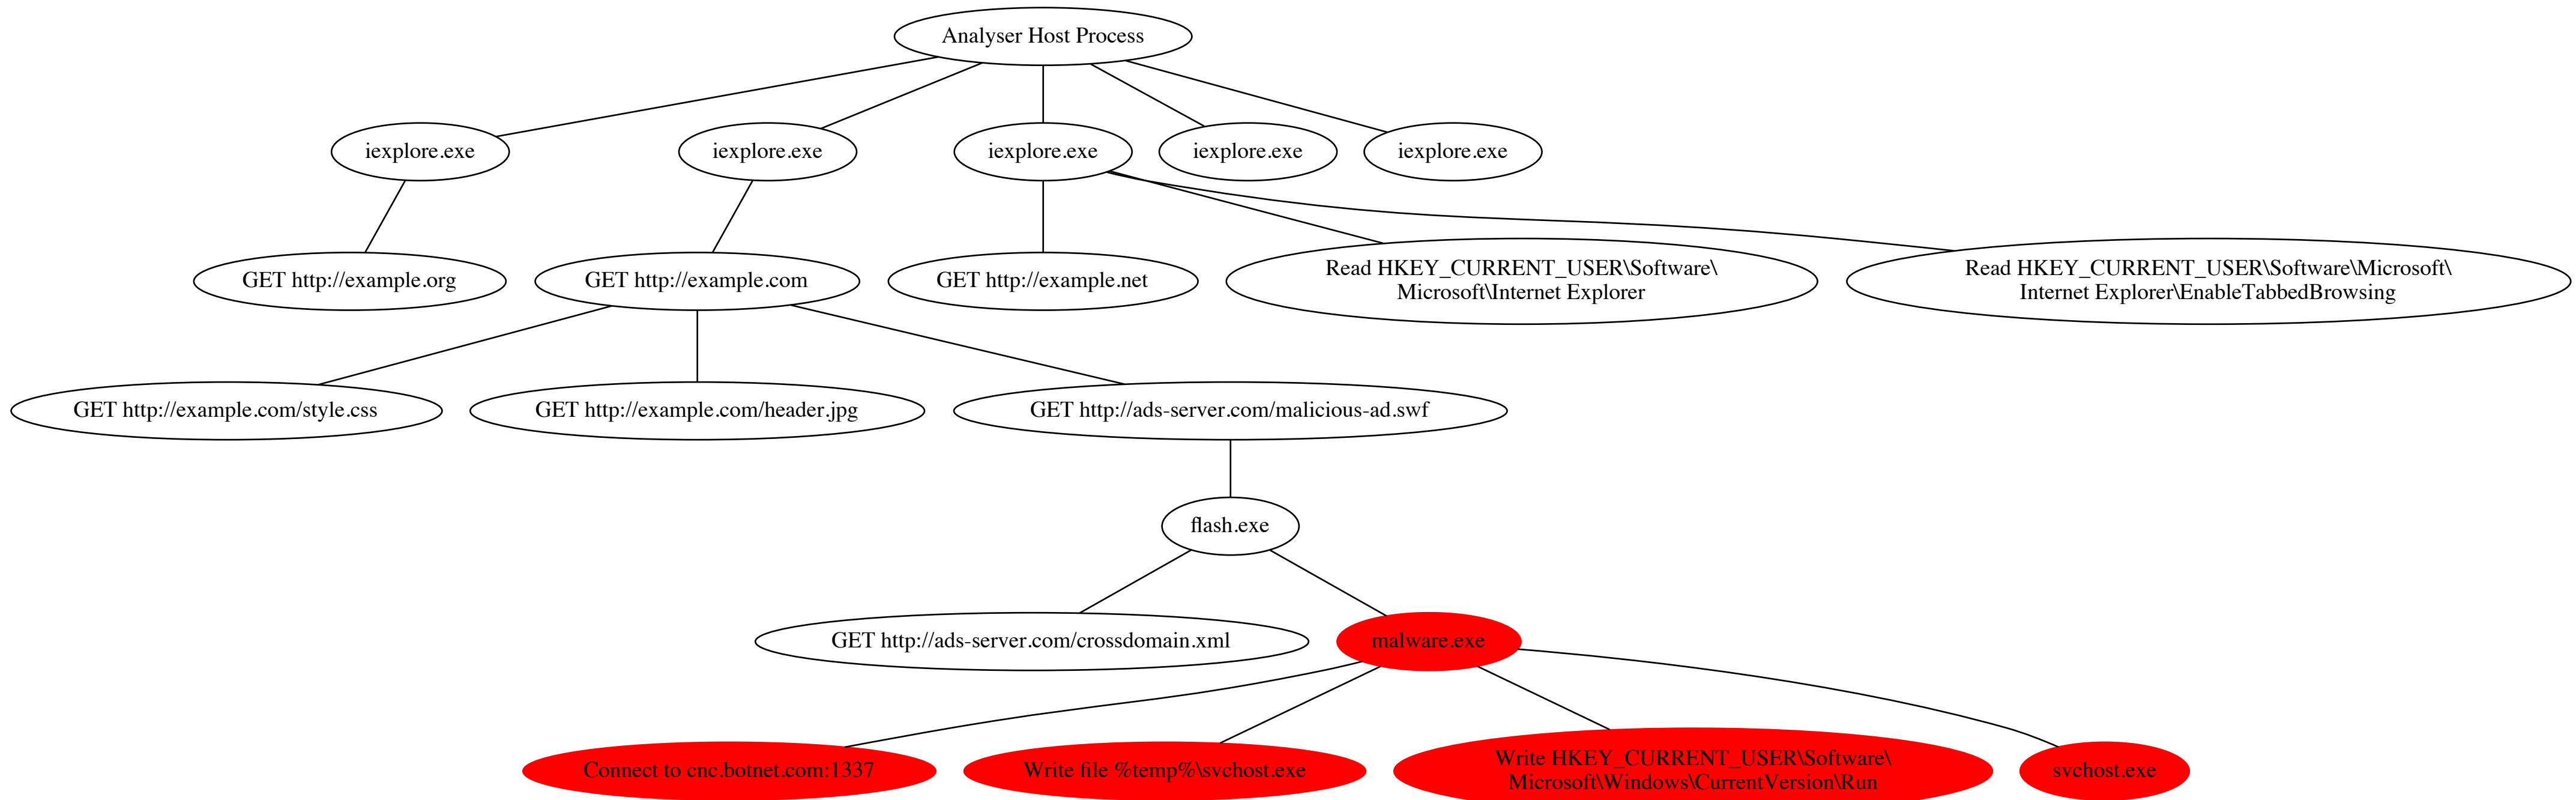 Analyser Host Process
iexplore.exe
iexplore.exe
iexplore.exe
iexplore.exe
iexplore.exe
GET http://example.org
GET http://example.com
GET http://example.net
Read HKEY_CURRENT_USER\Software\
Microsoft\Internet Explorer
Read HKEY_CURRENT_USER\Software\Microsoft\
Internet Explorer\EnableTabbedBrowsing
GET http://example.com/style.css
GET http://example.com/header.jpg
GET http://ads-server.com/malicious-ad.swf
flash.exe
GET http://ads-server.com/crossdomain.xml
malware.exe
Connect to cnc.botnet.com:1337
Write file %temp%\svchost.exe
Write HKEY_CURRENT_USER\Software\
Microsoft\Windows\CurrentVersion\Run
svchost.exe